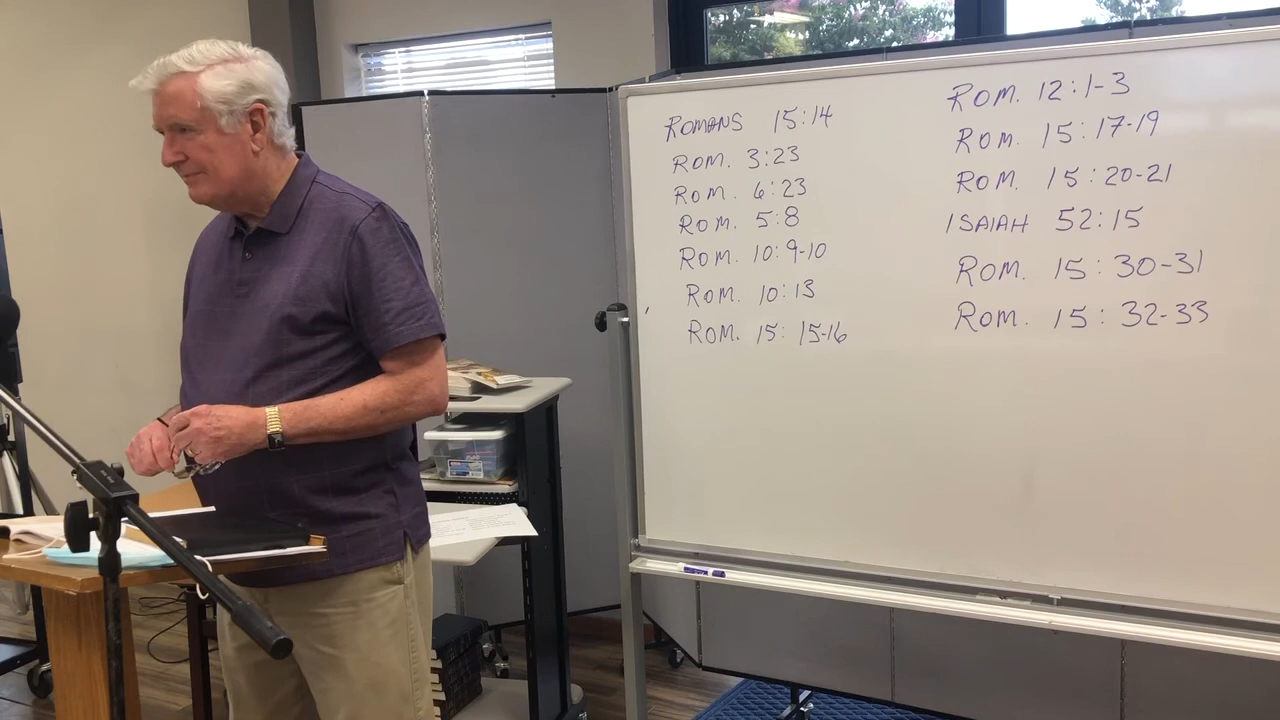 ROMANS 15:14
ROM. 3:23
ROM. 6:23
ROM. 5:8
ROM. 10:9-10
ROM. 10:13
ROM. 15: 15-16
ROM. 12:1-3
ROM. 15:17-19
ROM. 15:20-21
ISAIAH 52:15
ROM. 15:30-31
ROM. 15:32-33